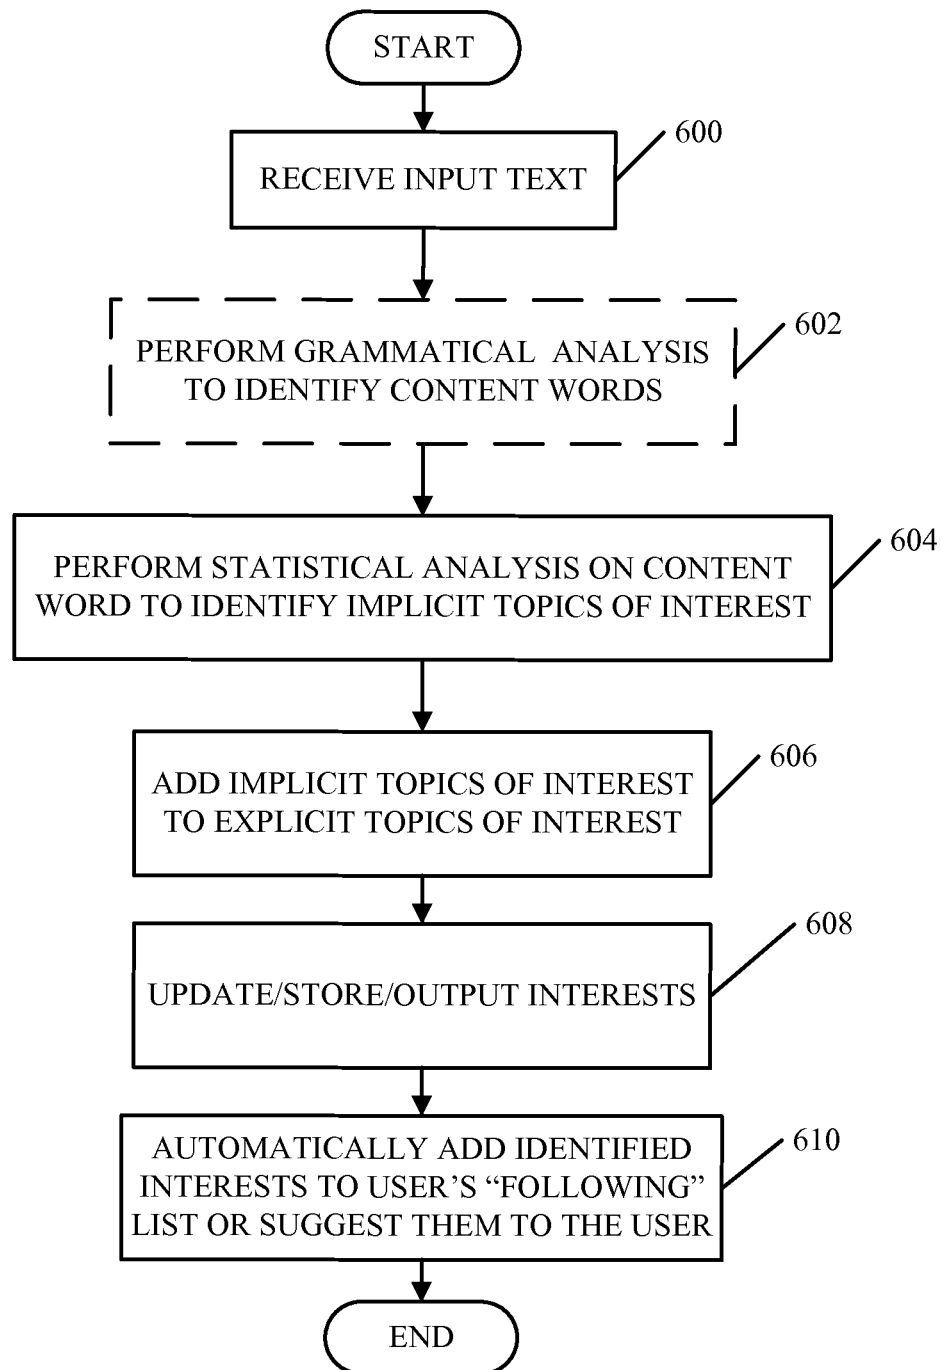 START
600
RECEIVE INPUT TEXT
602
PERFORM GRAMMATICAL ANALYSIS
TO IDENTIFY CONTENT WORDS
604
PERFORM STATISTICAL ANALYSIS ON CONTENT
WORD TO IDENTIFY IMPLICIT TOPICS OF INTEREST
606
ADD IMPLICIT TOPICS OF INTEREST
TO EXPLICIT TOPICS OF INTEREST
608
UPDATE/STORE/OUTPUT INTERESTS
610
AUTOMATICALLY ADD IDENTIFIED
INTERESTS TO USER’S “FOLLOWING”
LIST OR SUGGEST THEM TO THE USER
END